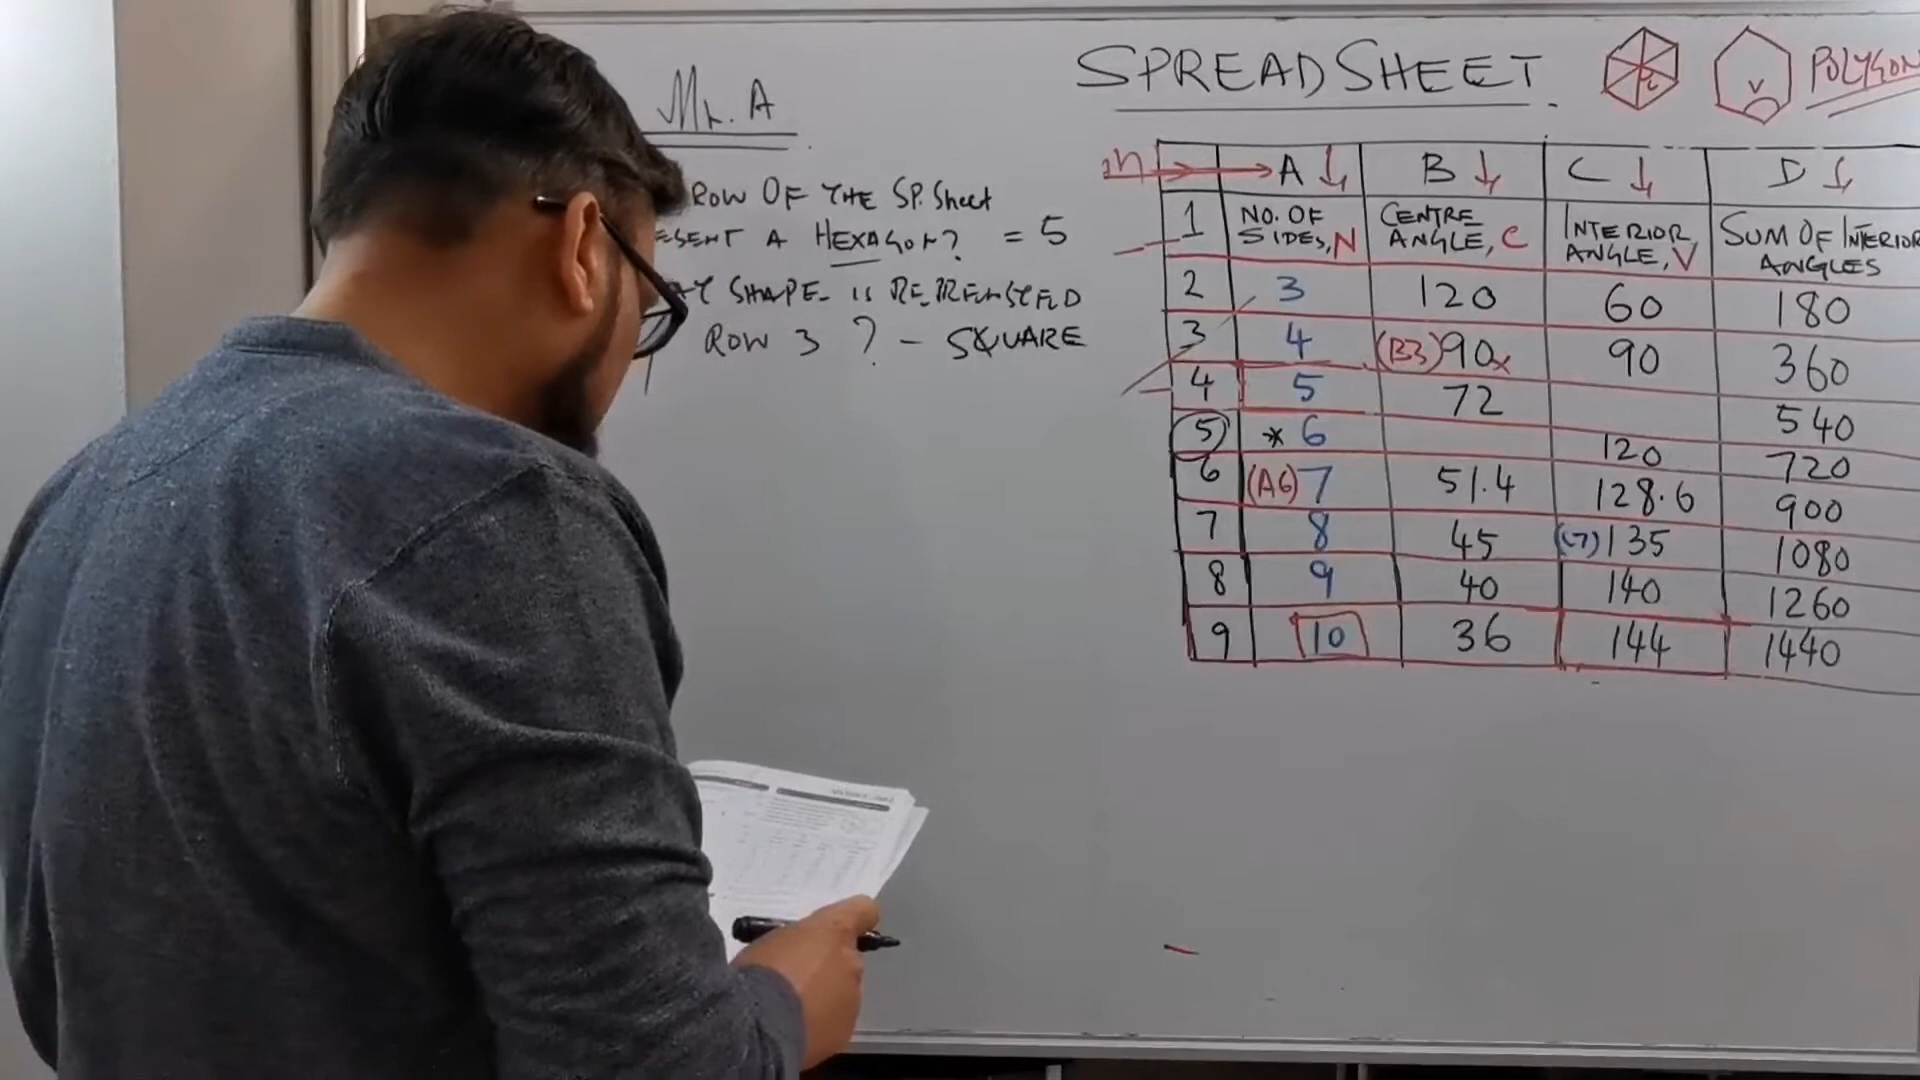 Mr. A
ROW OF THE SP. Sheet
ESENT A HEXAGON? = 5
SHAPE IS
ROW 3 ? - SQUARE
SPREADSHEET
C
V
POLYGON
A B C D
1 NO. OF SIDES, N CENTRE ANGLE, C INTERIOR ANGLE, V SUM OF INTERIOR ANGLES
2 3 120 60 180
3 4 (B3) 90 90 360
4 5 72 540
5 * 6 120 720
6 (A6) 7 51.4 128.6 900
7 8 45 (C7) 135 1080
8 9 40 140 1260
9 10 36 144 1440